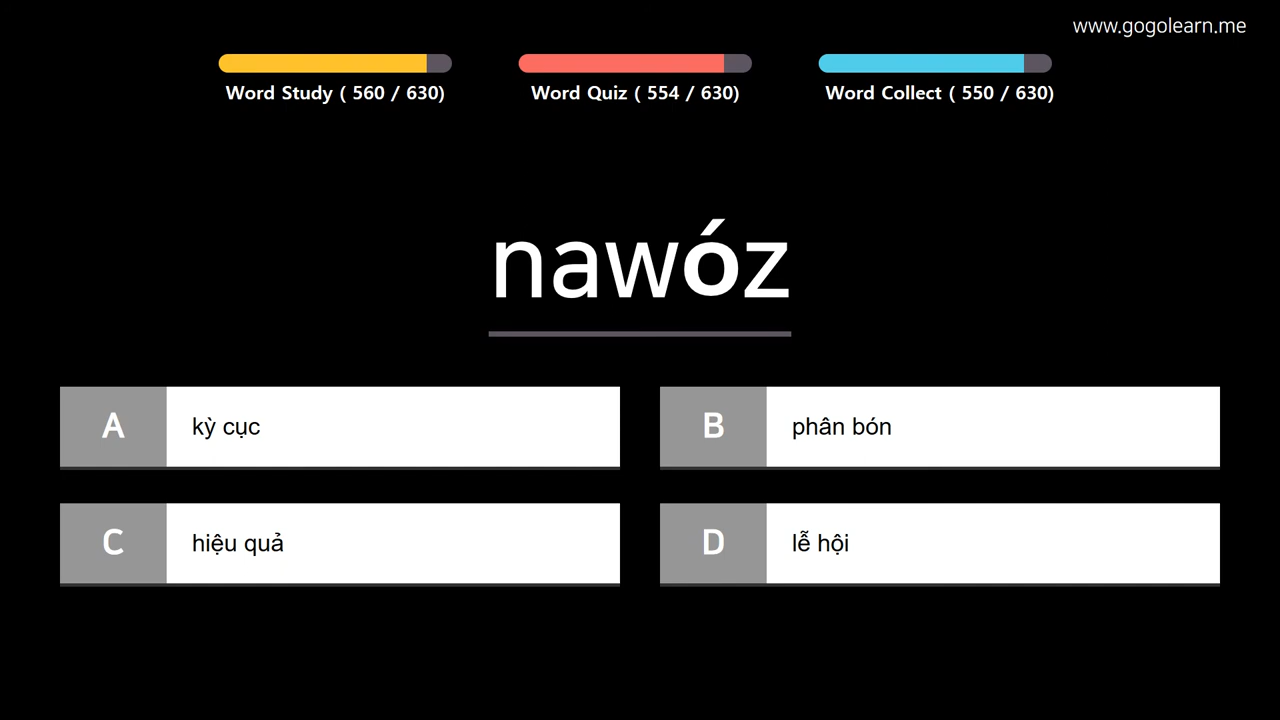 www.gogolearn.me
Word Study ( 560 / 630)
Word Quiz ( 554 / 630)
Word Collect ( 550 / 630)
nawóz
A kỳ cục
B phân bón
C hiệu quả
D lễ hội